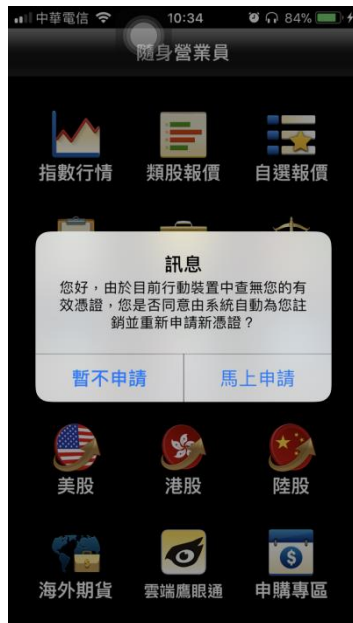 中華電信 10:34 84%
隨身營業員
指數行情 類股報價 自選報價
訊息
您好，由於目前行動裝置中查無您的有
效憑證，您是否同意由系統自動為您註
銷並重新申請新憑證？
暫不申請 馬上申請
美股 港股 陸股
海外期貨 雲端鷹眼通 申購專區